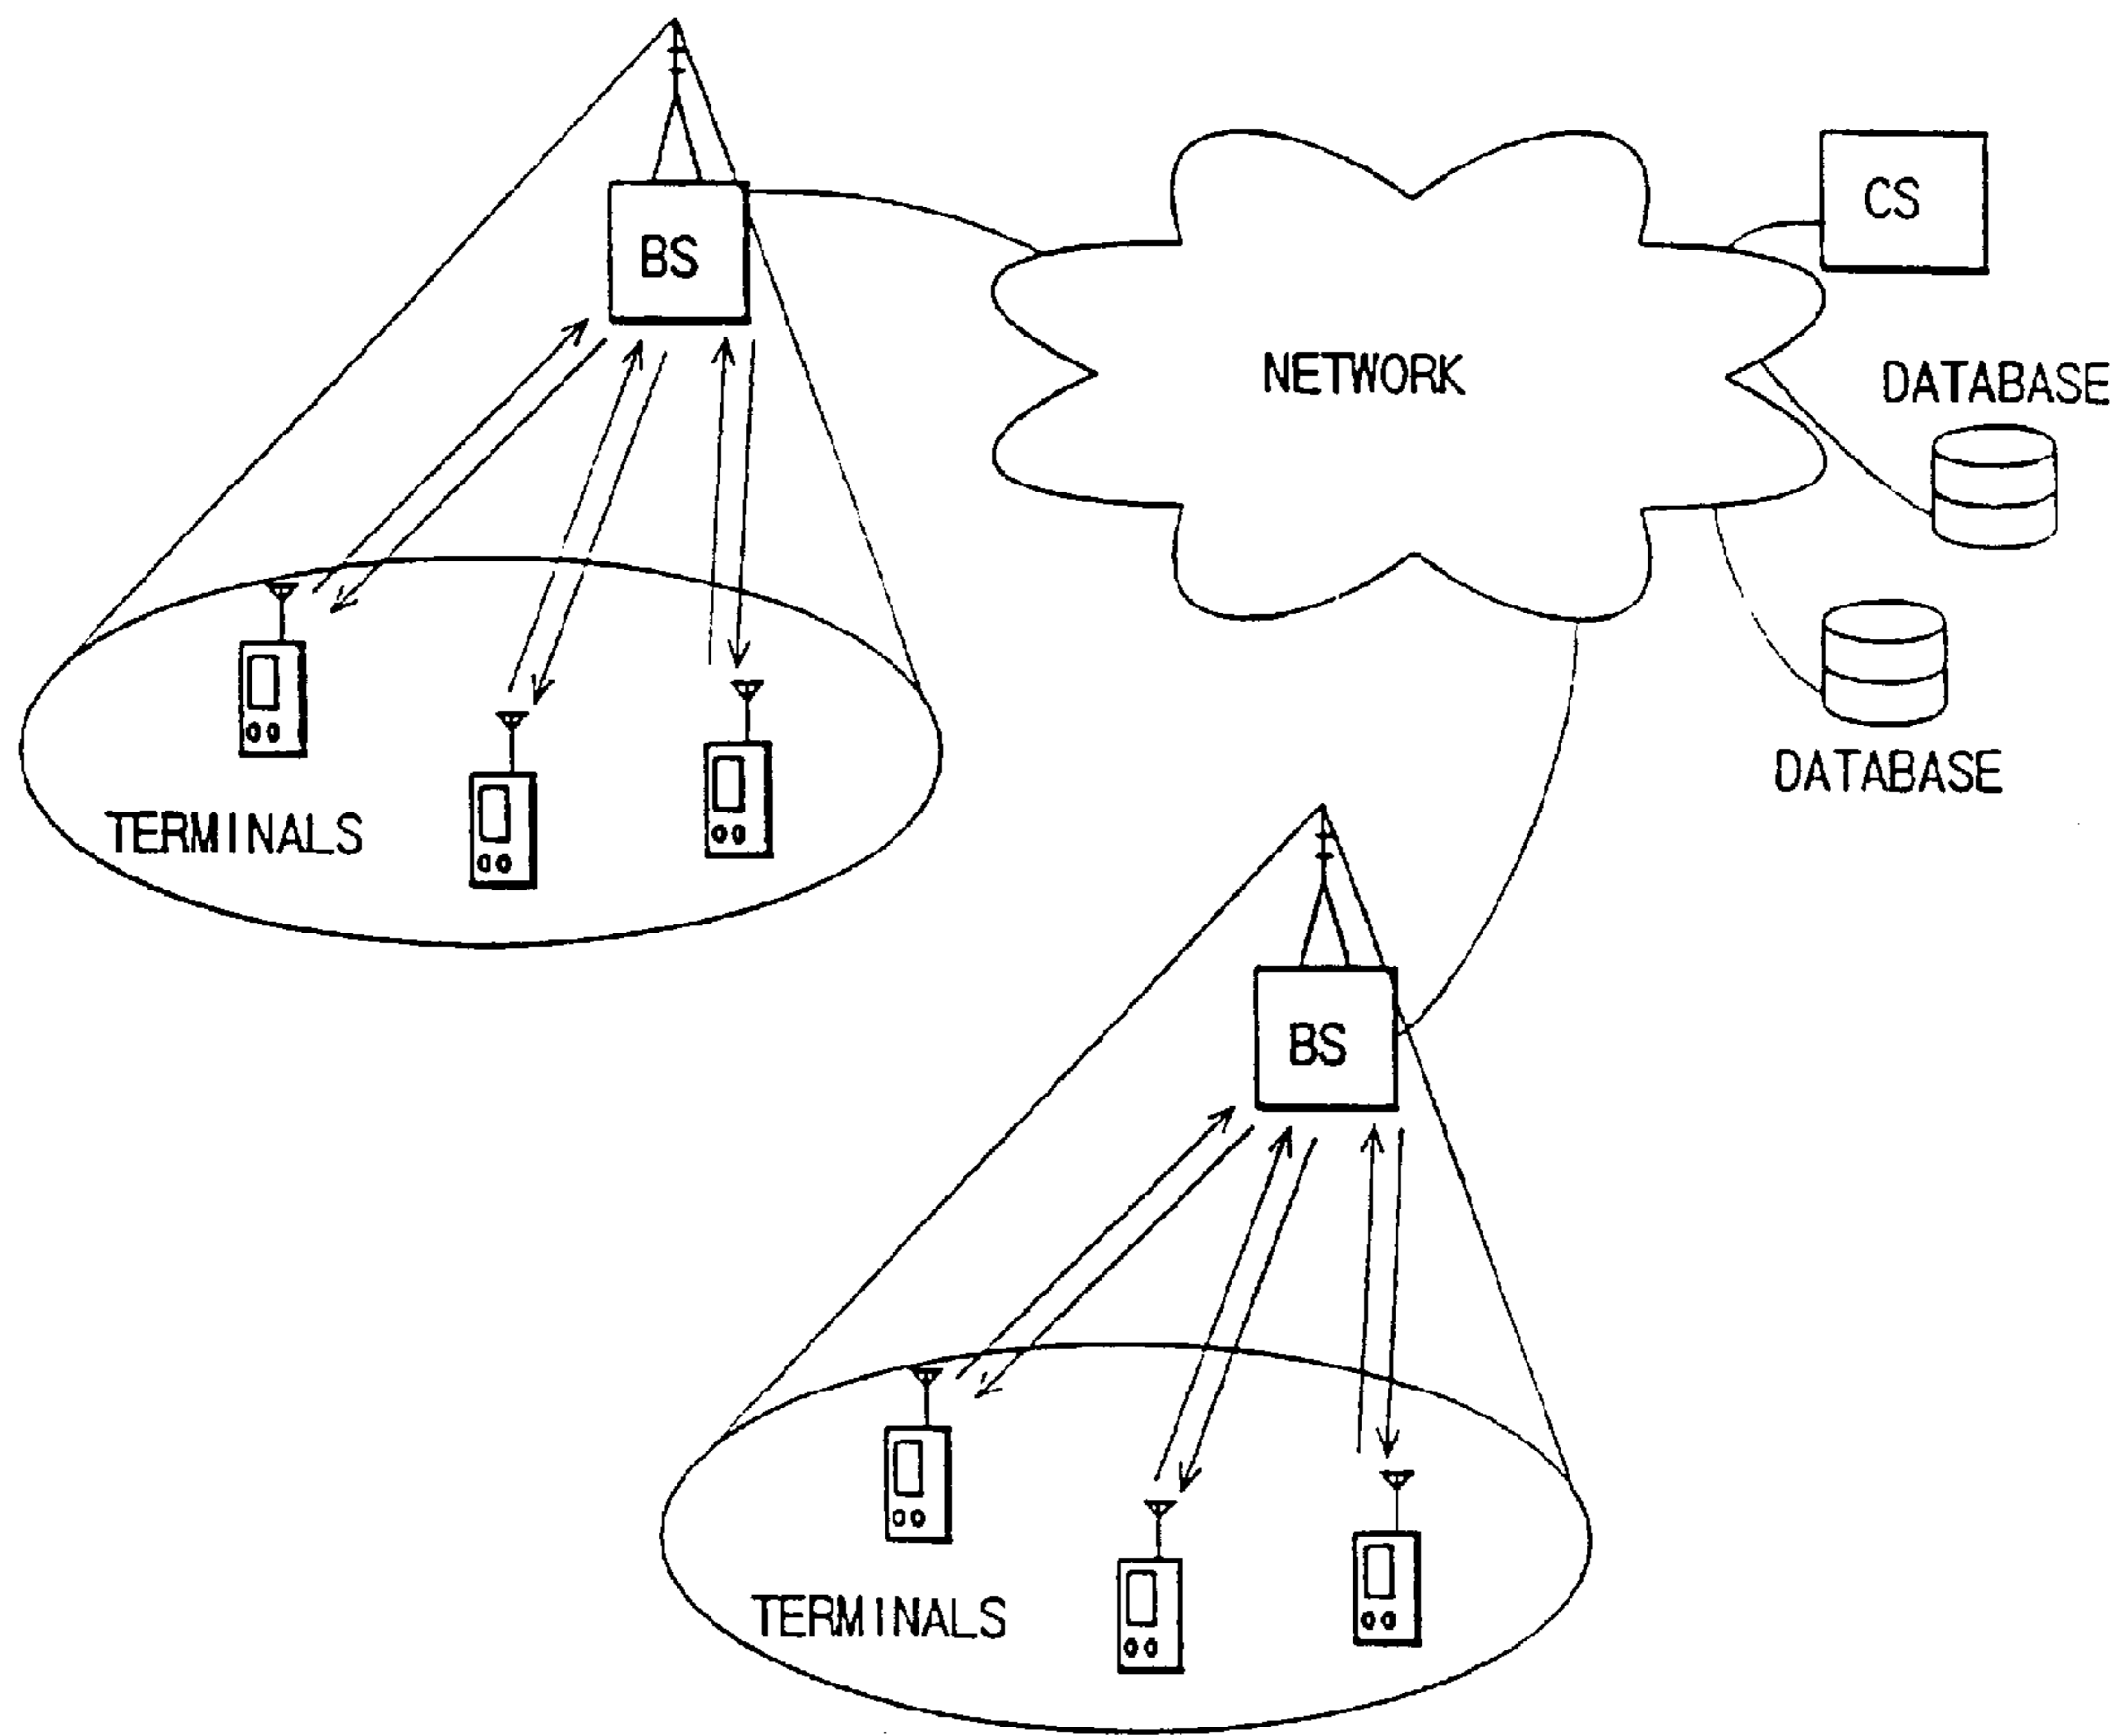 CS
BS
NETWORK
DATABASE
DATABASE
TERMINALS
BS
TERMINALS